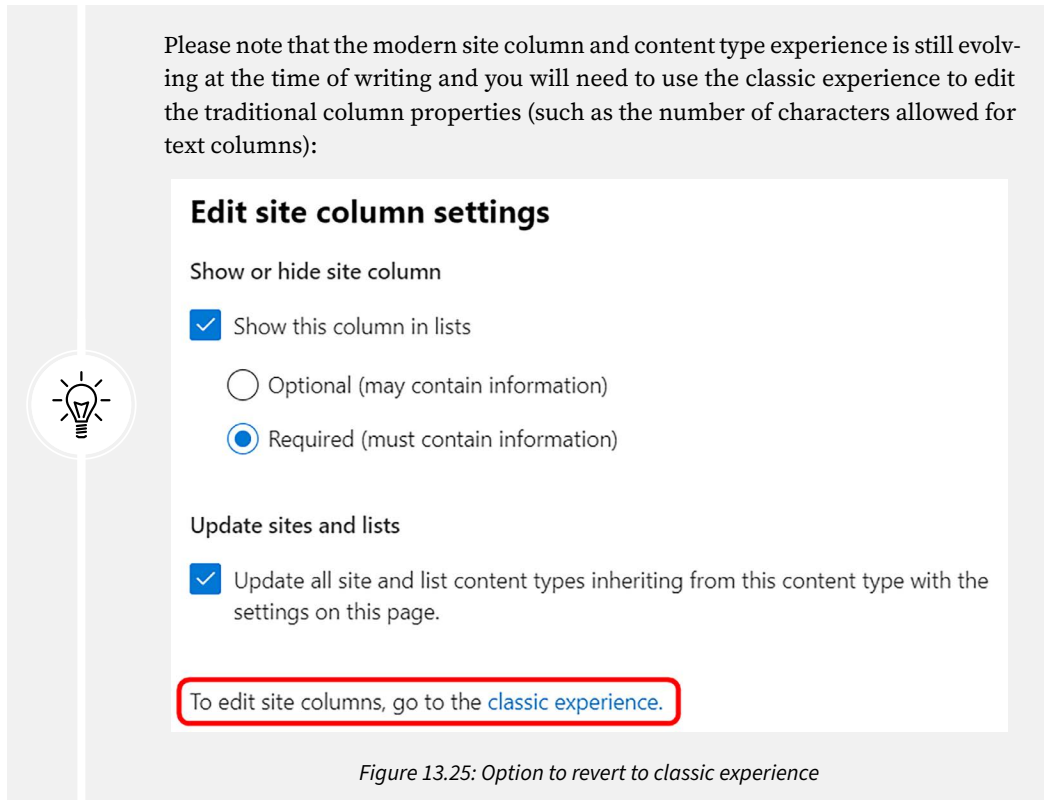 Please note that the modern site column and content type experience is still evolv-
ing at the time of writing and you will need to use the classic experience to edit
the traditional column properties (such as the number of characters allowed for
text columns):
Edit site column settings
Show or hide site column
Show this column in lists
Optional (may contain information)
Required (must contain information)
Update sites and lists
Update all site and list content types inheriting from this content type with the
settings on this page.
To edit site columns, go to the classic experience.
Figure 13.25: Option to revert to classic experience